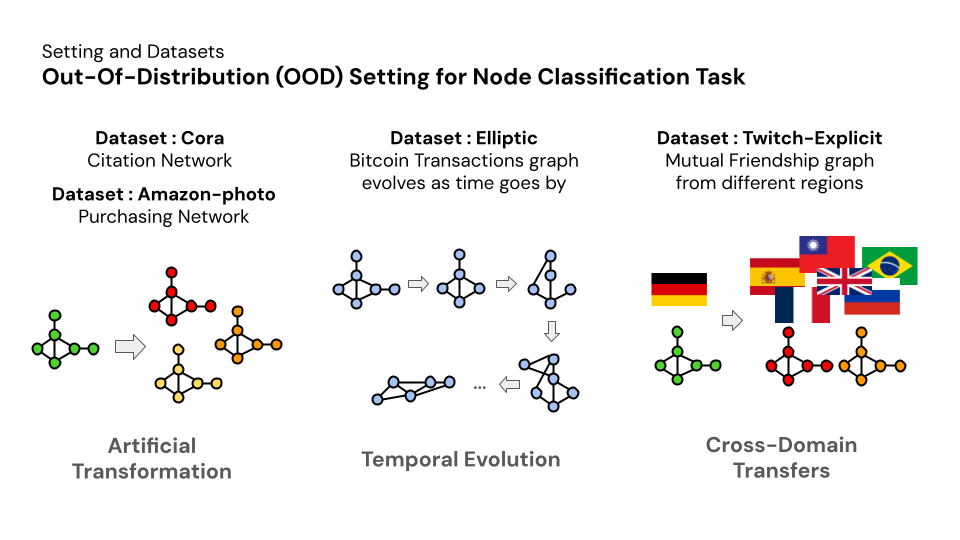 Setting and Datasets
Out-Of-Distribution (OOD) Setting for Node Classification Task
Dataset : Cora
Citation Network
Dataset : Amazon-photo
Purchasing Network
Artificial
Transformation
Dataset : Elliptic
Bitcoin Transactions graph
evolves as time goes by
...
Temporal Evolution
Dataset : Twitch-Explicit
Mutual Friendship graph
from different regions
Cross-Domain
Transfers